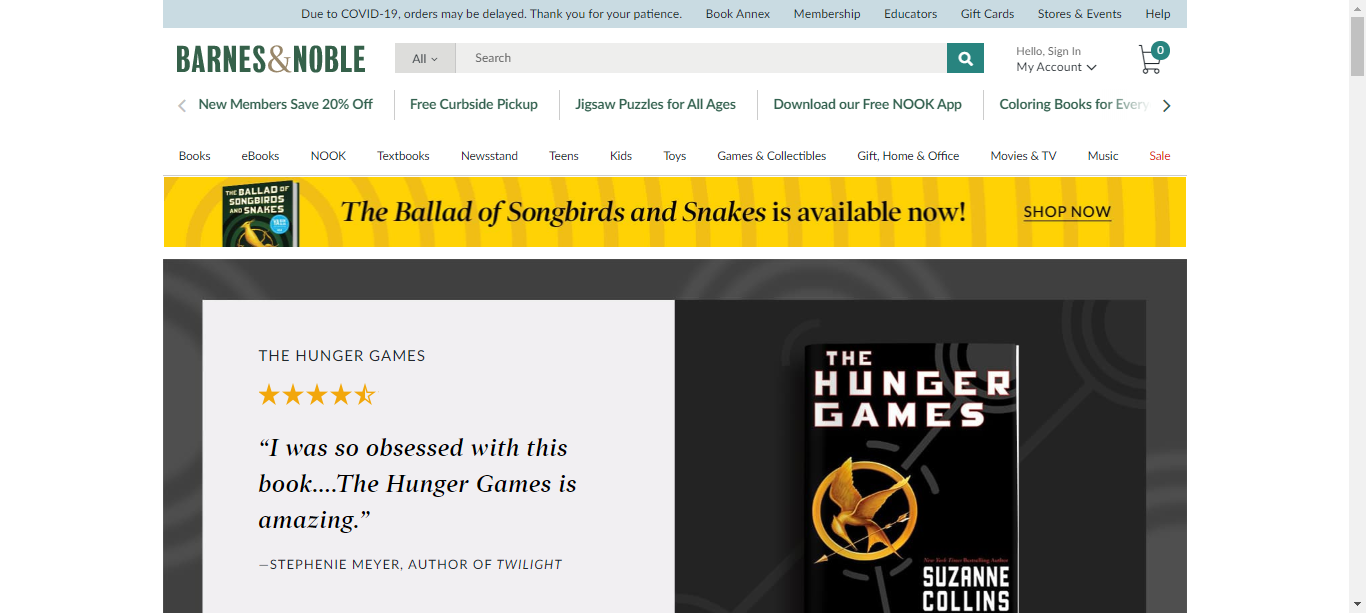 Due to COVID-19, orders may be delayed. Thank you for your patience. Book Annex Membership Educators Gift Cards Stores & Events Help
BARNES&NOBLE
All Search
Hello, Sign In
My Account
0
New Members Save 20% Off Free Curbside Pickup Jigsaw Puzzles for All Ages Download our Free NOOK App Coloring Books for Every
Books eBooks NOOK Textbooks Newsstand Teens Kids Toys Games & Collectibles Gift, Home & Office Movies & TV Music Sale
THE BALLAD OF
SONGBIRDS
AND SNAKES
The Ballad of Songbirds and Snakes is available now! SHOP NOW
THE HUNGER GAMES
“I was so obsessed with this
book....The Hunger Games is
amazing.”
—STEPHENIE MEYER, AUTHOR OF TWILIGHT
THE
HUNGER
GAMES
New York Times Bestselling Author
SUZANNE
COLLINS